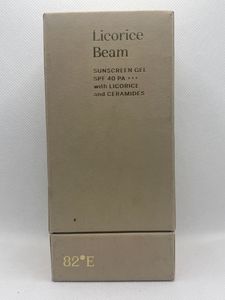 Licorice
Beam
SUNSCREEN GEL
SPF 40 PA +++
with LICORICE
and CERAMIDES
82°E